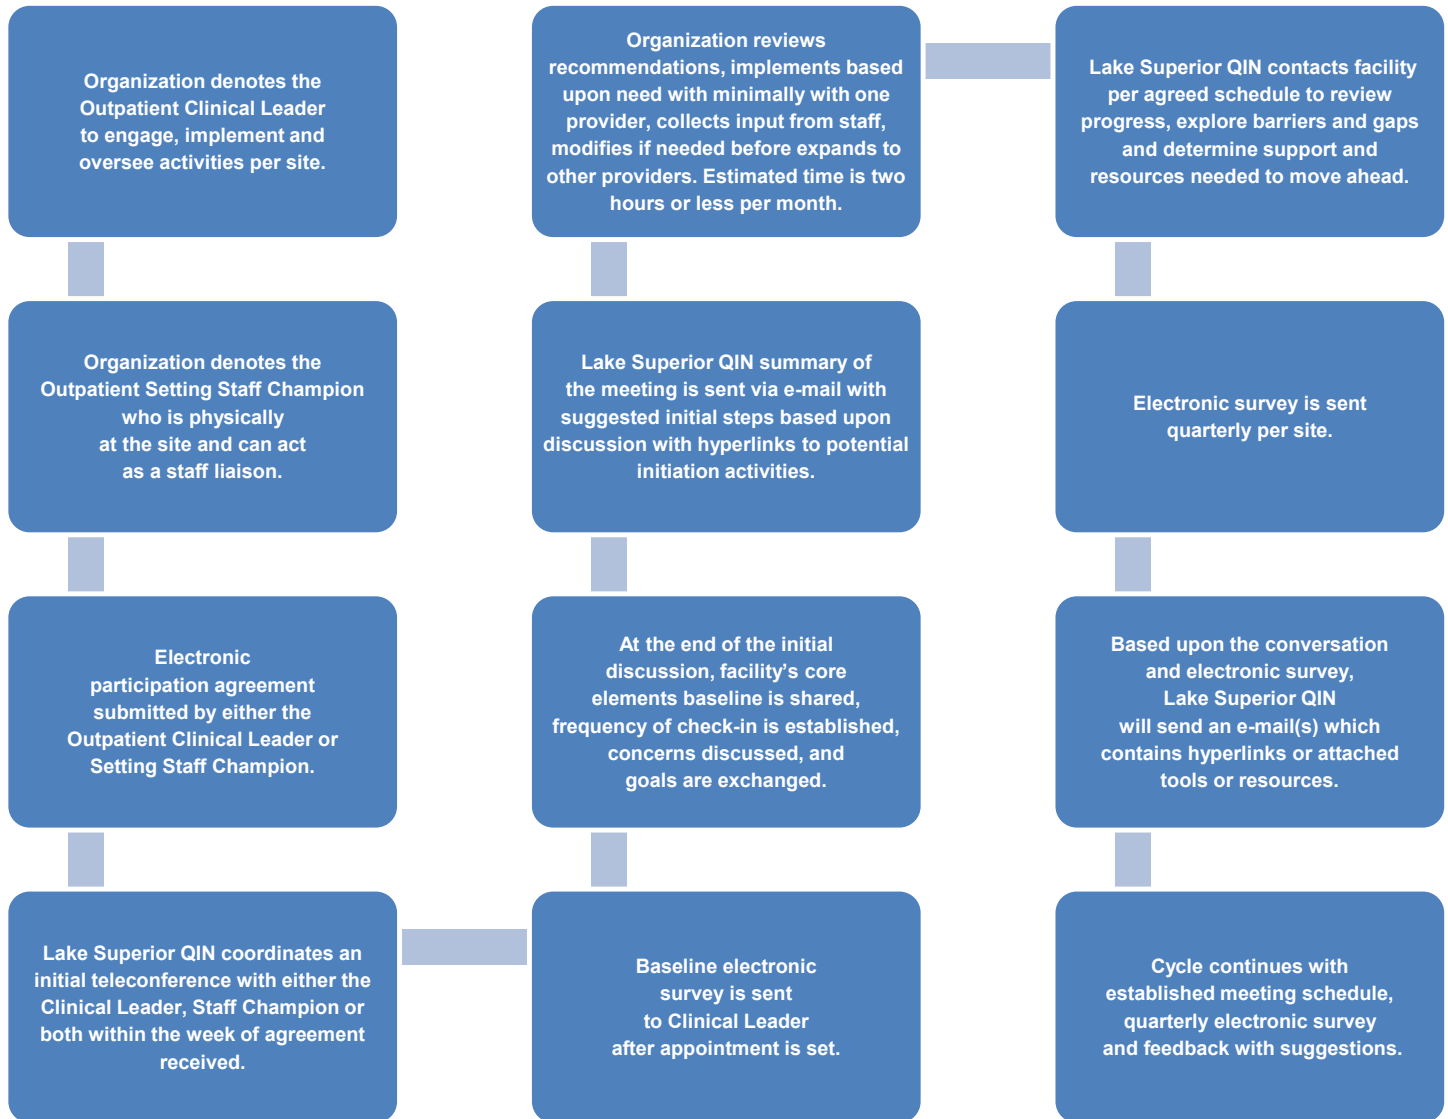 Organization denotes the
Outpatient Clinical Leader
to engage, implement and
oversee activities per site.
Organization denotes the
Outpatient Setting Staff Champion
who is physically
at the site and can act
as a staff liaison.
Electronic
participation agreement
submitted by either the
Outpatient Clinical Leader or
Setting Staff Champion.
Lake Superior QIN coordinates an
initial teleconference with either the
Clinical Leader, Staff Champion or
both within the week of agreement
received.
Baseline electronic
survey is sent
to Clinical Leader
after appointment is set.
At the end of the initial
discussion, facility’s core
elements baseline is shared,
frequency of check-in is established,
concerns discussed, and
goals are exchanged.
Lake Superior QIN summary of
the meeting is sent via e-mail with
suggested initial steps based upon
discussion with hyperlinks to potential
initiation activities.
Organization reviews
recommendations, implements based
upon need with minimally with one
provider, collects input from staff,
modifies if needed before expands to
other providers. Estimated time is two
hours or less per month.
Lake Superior QIN contacts facility
per agreed schedule to review
progress, explore barriers and gaps
and determine support and
resources needed to move ahead.
Electronic survey is sent
quarterly per site.
Based upon the conversation
and electronic survey,
Lake Superior QIN
will send an e-mail(s) which
contains hyperlinks or attached
tools or resources.
Cycle continues with
established meeting schedule,
quarterly electronic survey
and feedback with suggestions.